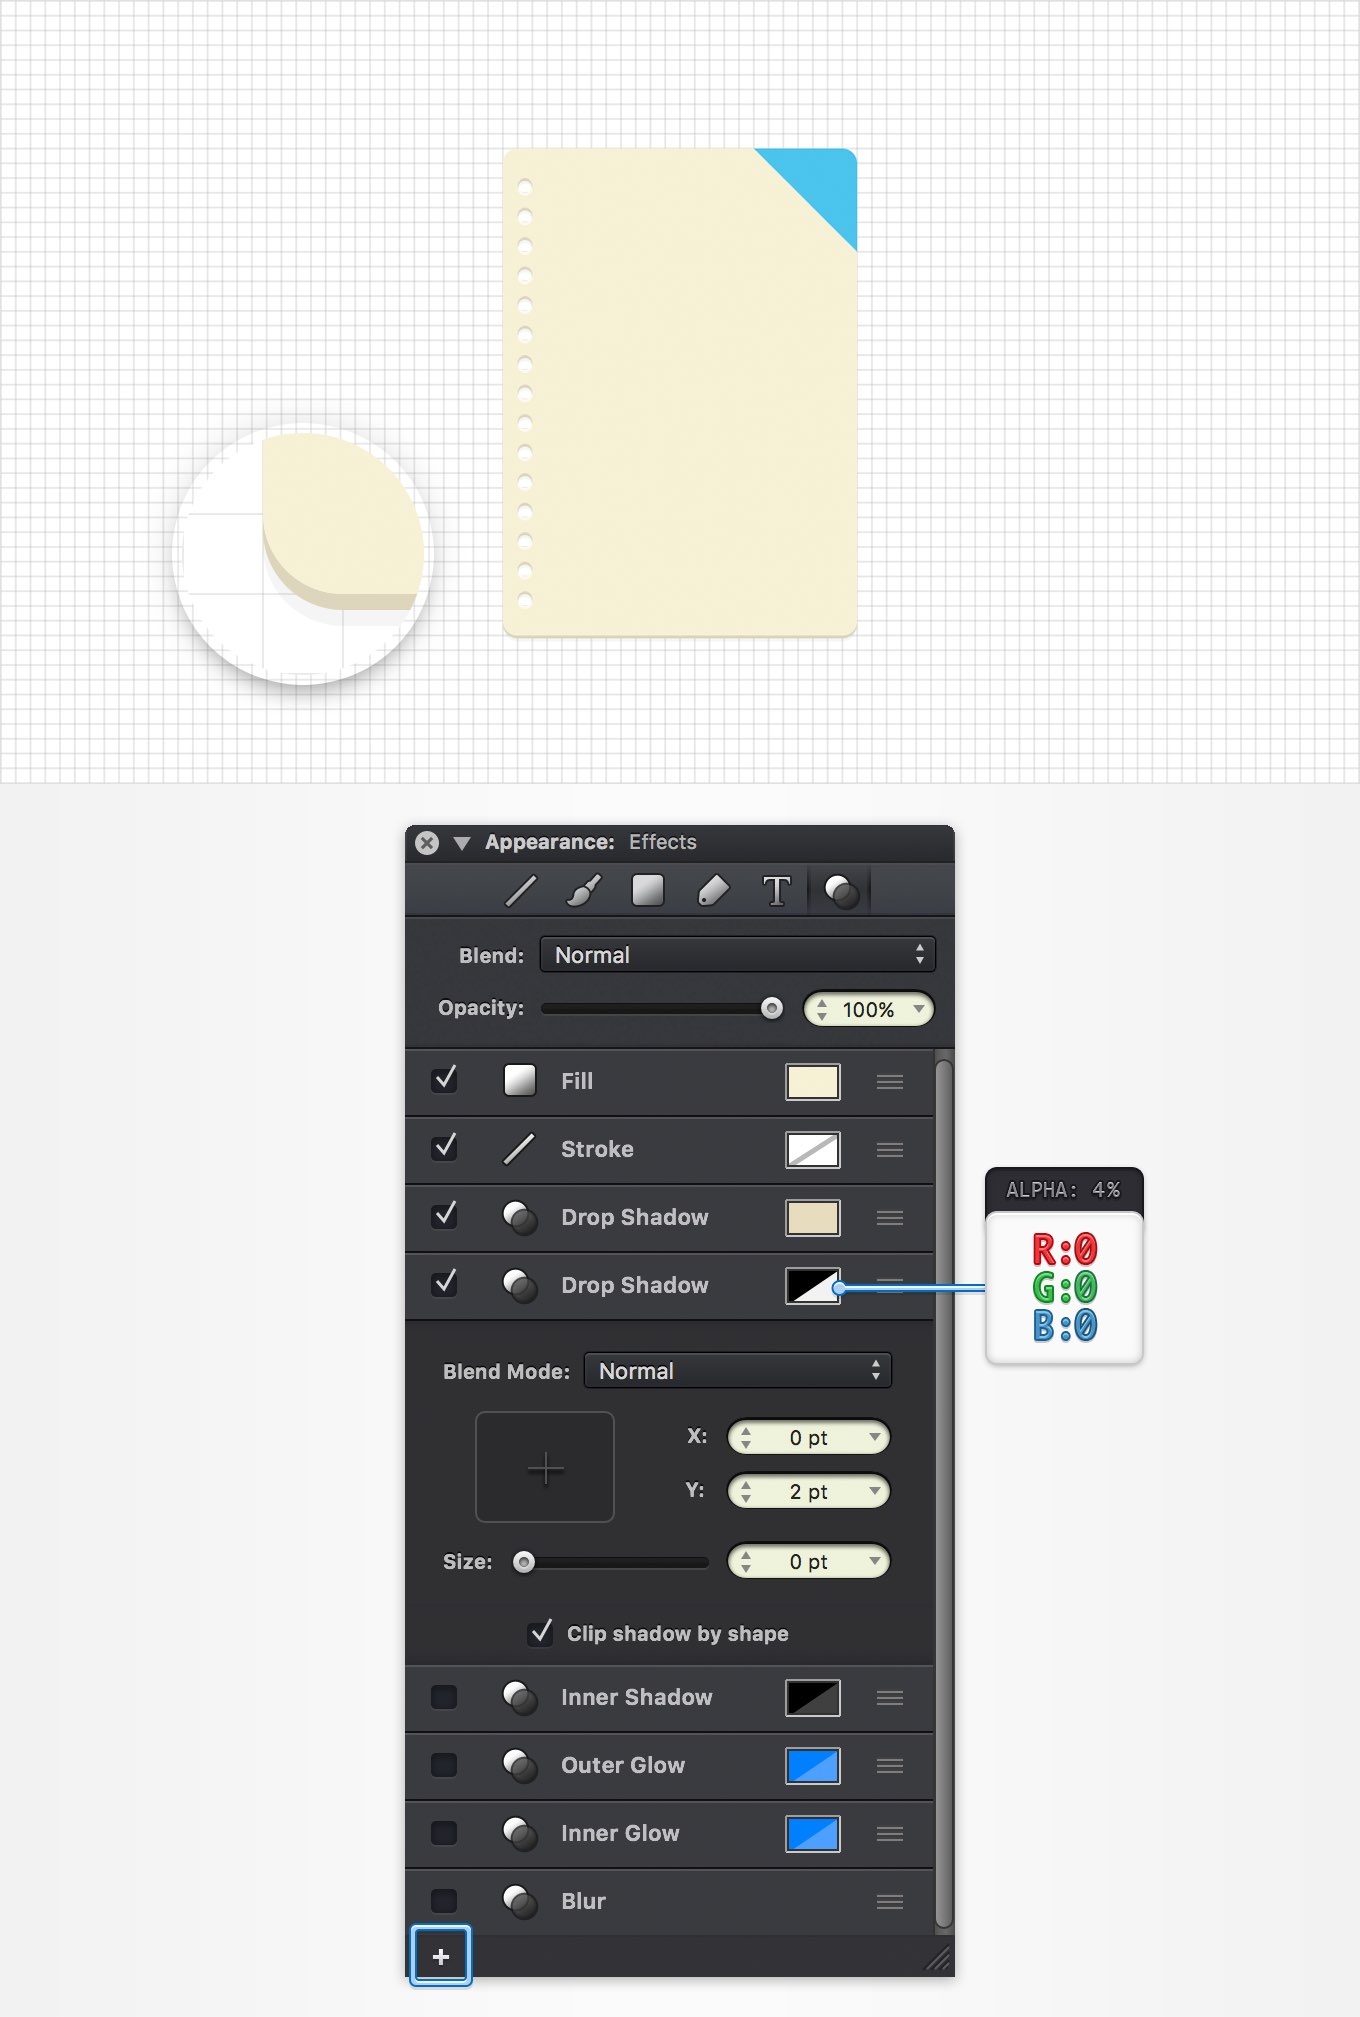 Appearance: Effects
T
Blend: Normal
Opacity: 100%
Fill
Stroke
ALPHA: 4%
Drop Shadow
R:0
Drop Shadow
G:0
B:0
Blend Mode: Normal
X: 0 pt
Y: 2 pt
Size: 0 pt
Clip shadow by shape
Inner Shadow
Outer Glow
Inner Glow
Blur
+